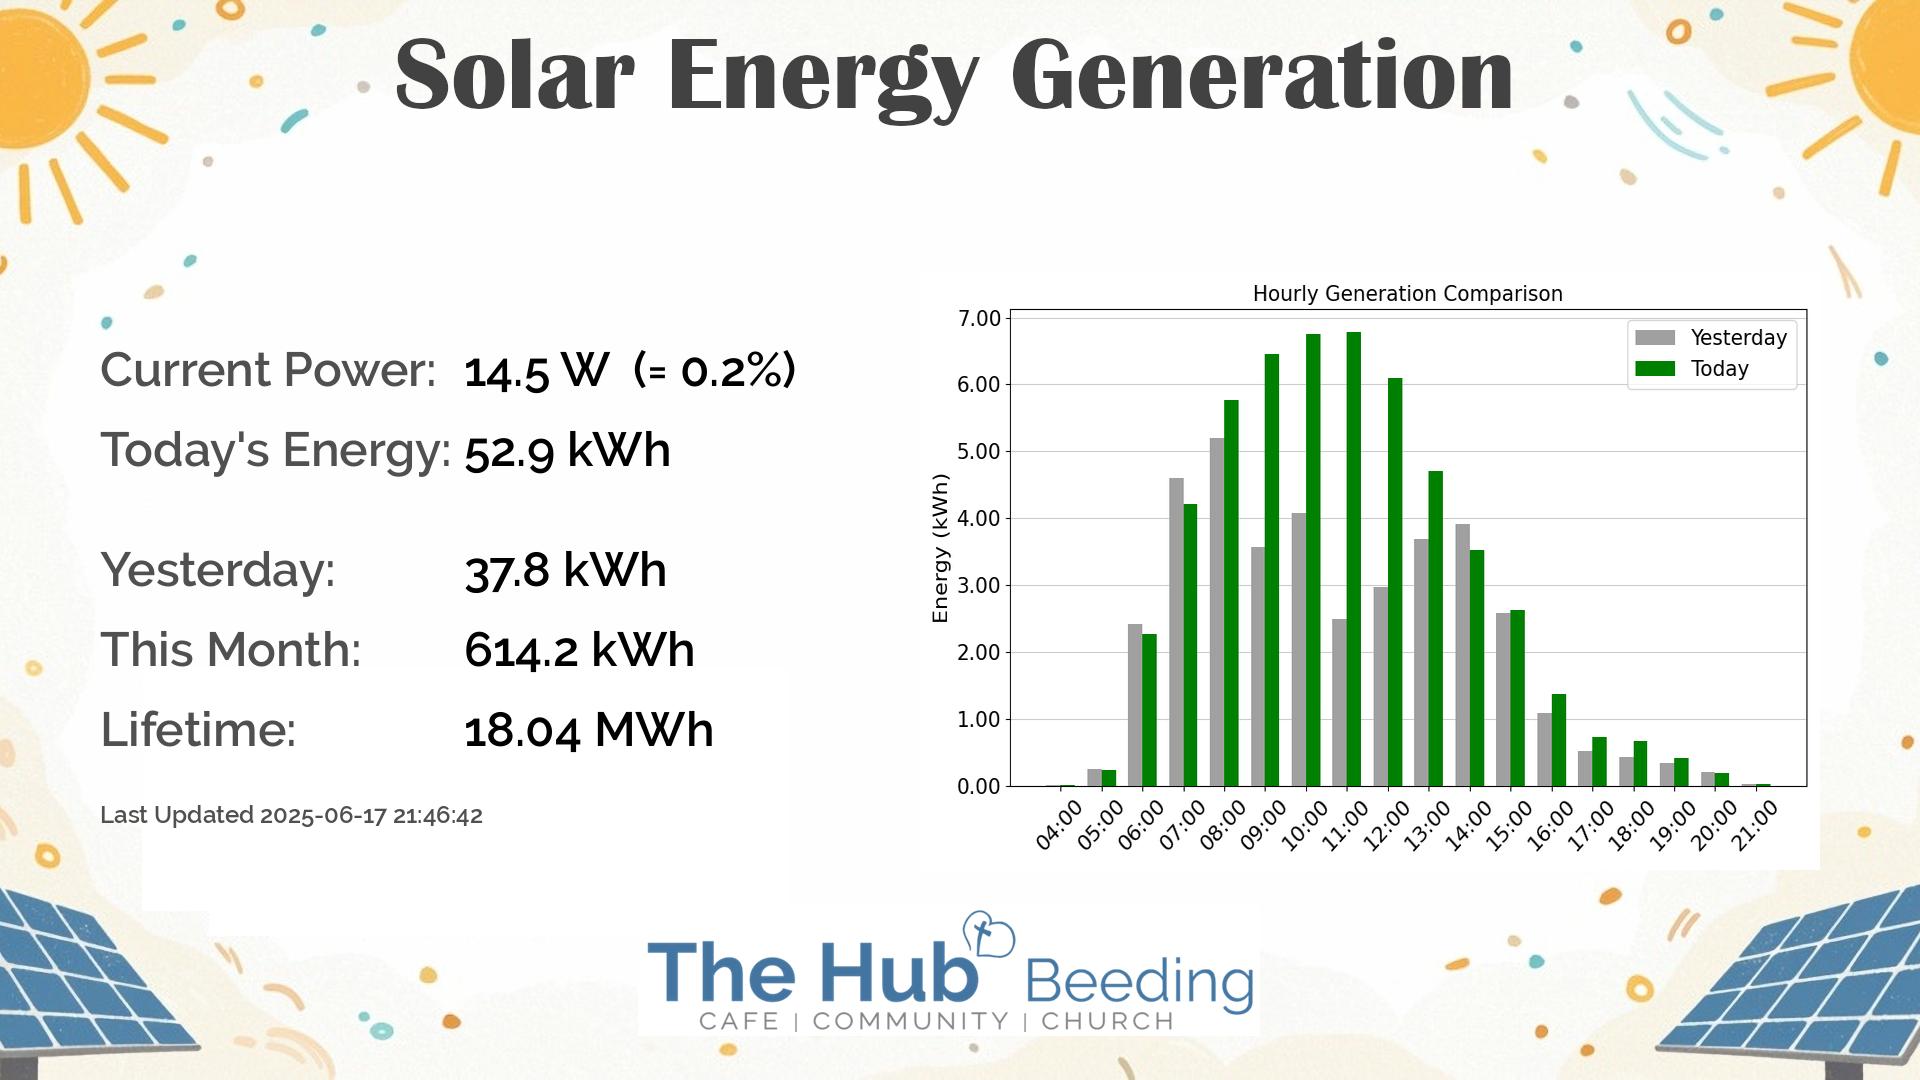 Solar Energy Generation
Current Power: 14.5 W (= 0.2%)
Today's Energy: 52.9 kWh
Yesterday: 37.8 kWh
This Month: 614.2 kWh
Lifetime: 18.04 MWh
Last Updated 2025-06-17 21:46:42
Hourly Generation Comparison
Yesterday
Today
Energy (kWh)
7.00
6.00
5.00
4.00
3.00
2.00
1.00
0.00
04:00 05:00 06:00 07:00 08:00 09:00 10:00 11:00 12:00 13:00 14:00 15:00 16:00 17:00 18:00 19:00 20:00 21:00
The Hub Beeding
CAFE | COMMUNITY | CHURCH